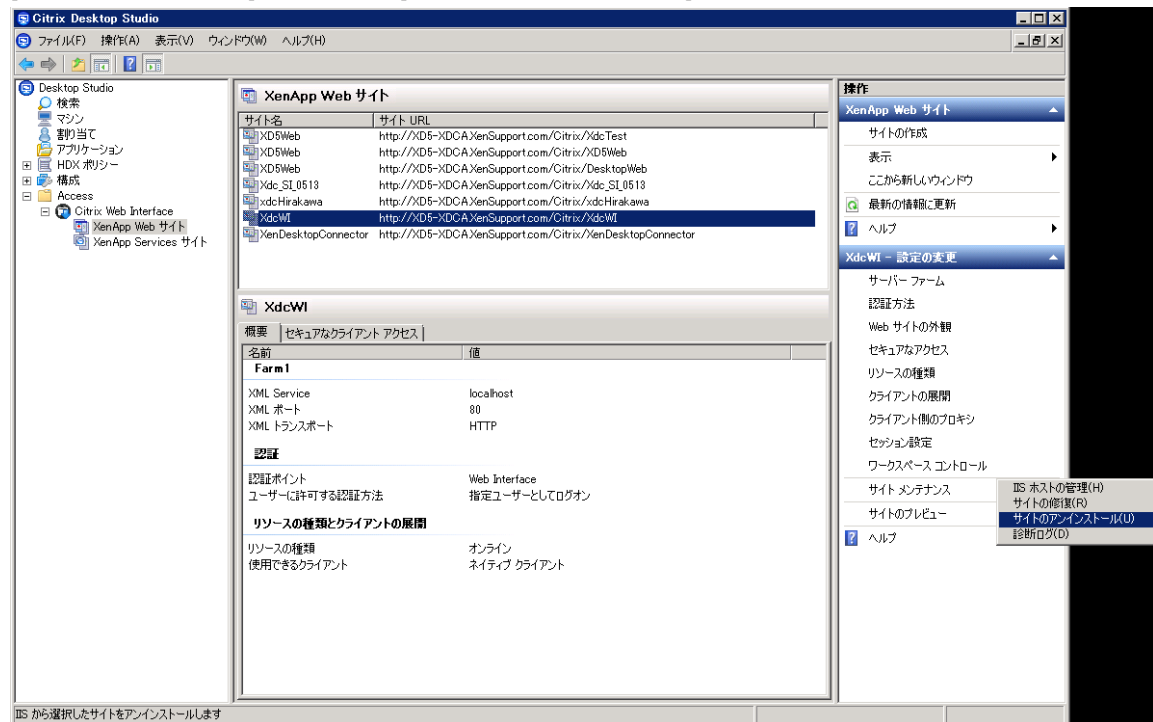 Citrix Desktop Studio
ファイル(F) 操作(A) 表示(V) ウィンドウ(W) ヘルプ(H)
Desktop Studio
検索
マシン
割り当て
アプリケーション
HDX ポリシー
構成
Access
Citrix Web Interface
XenApp Web サイト
XenApp Services サイト
XenApp Web サイト
サイト名 サイト URL
XD5Web http://XD5-XDCA.XenSupport.com/Citrix/XdcTest
XD5Web http://XD5-XDCA.XenSupport.com/Citrix/XD5Web
XD5Web http://XD5-XDCA.XenSupport.com/Citrix/DesktopWeb
Xdc_SI_0513 http://XD5-XDCA.XenSupport.com/Citrix/Xdc_SI_0513
xdcHirakawa http://XD5-XDCA.XenSupport.com/Citrix/xdcHirakawa
XdcWI http://XD5-XDCA.XenSupport.com/Citrix/XdcWI
XenDesktopConnector http://XD5-XDCA.XenSupport.com/Citrix/XenDesktopConnector
XdcWI
概要 セキュアなクライアント アクセス
名前 値
Farm1
XML Service localhost
XML ポート 80
XML トランスポート HTTP
認証
認証ポイント Web Interface
ユーザーに許可する認証方法 指定ユーザーとしてログオン
リソースの種類とクライアントの展開
リソースの種類 オンライン
使用できるクライアント ネイティブ クライアント
操作
XenApp Web サイト
サイトの作成
表示
ここから新しいウィンドウ
最新の情報に更新
ヘルプ
XdcWI - 設定の変更
サーバー ファーム
認証方法
Web サイトの外観
セキュアなアクセス
リソースの種類
クライアントの展開
クライアント側のプロキシ
セッション設定
ワークスペース コントロール
サイト メンテナンス
サイトのプレビュー
ヘルプ
IIS ホストの管理(H)
サイトの修復(R)
サイトのアンインストール(U)
診断ログ(D)
IIS から選択したサイトをアンインストールします